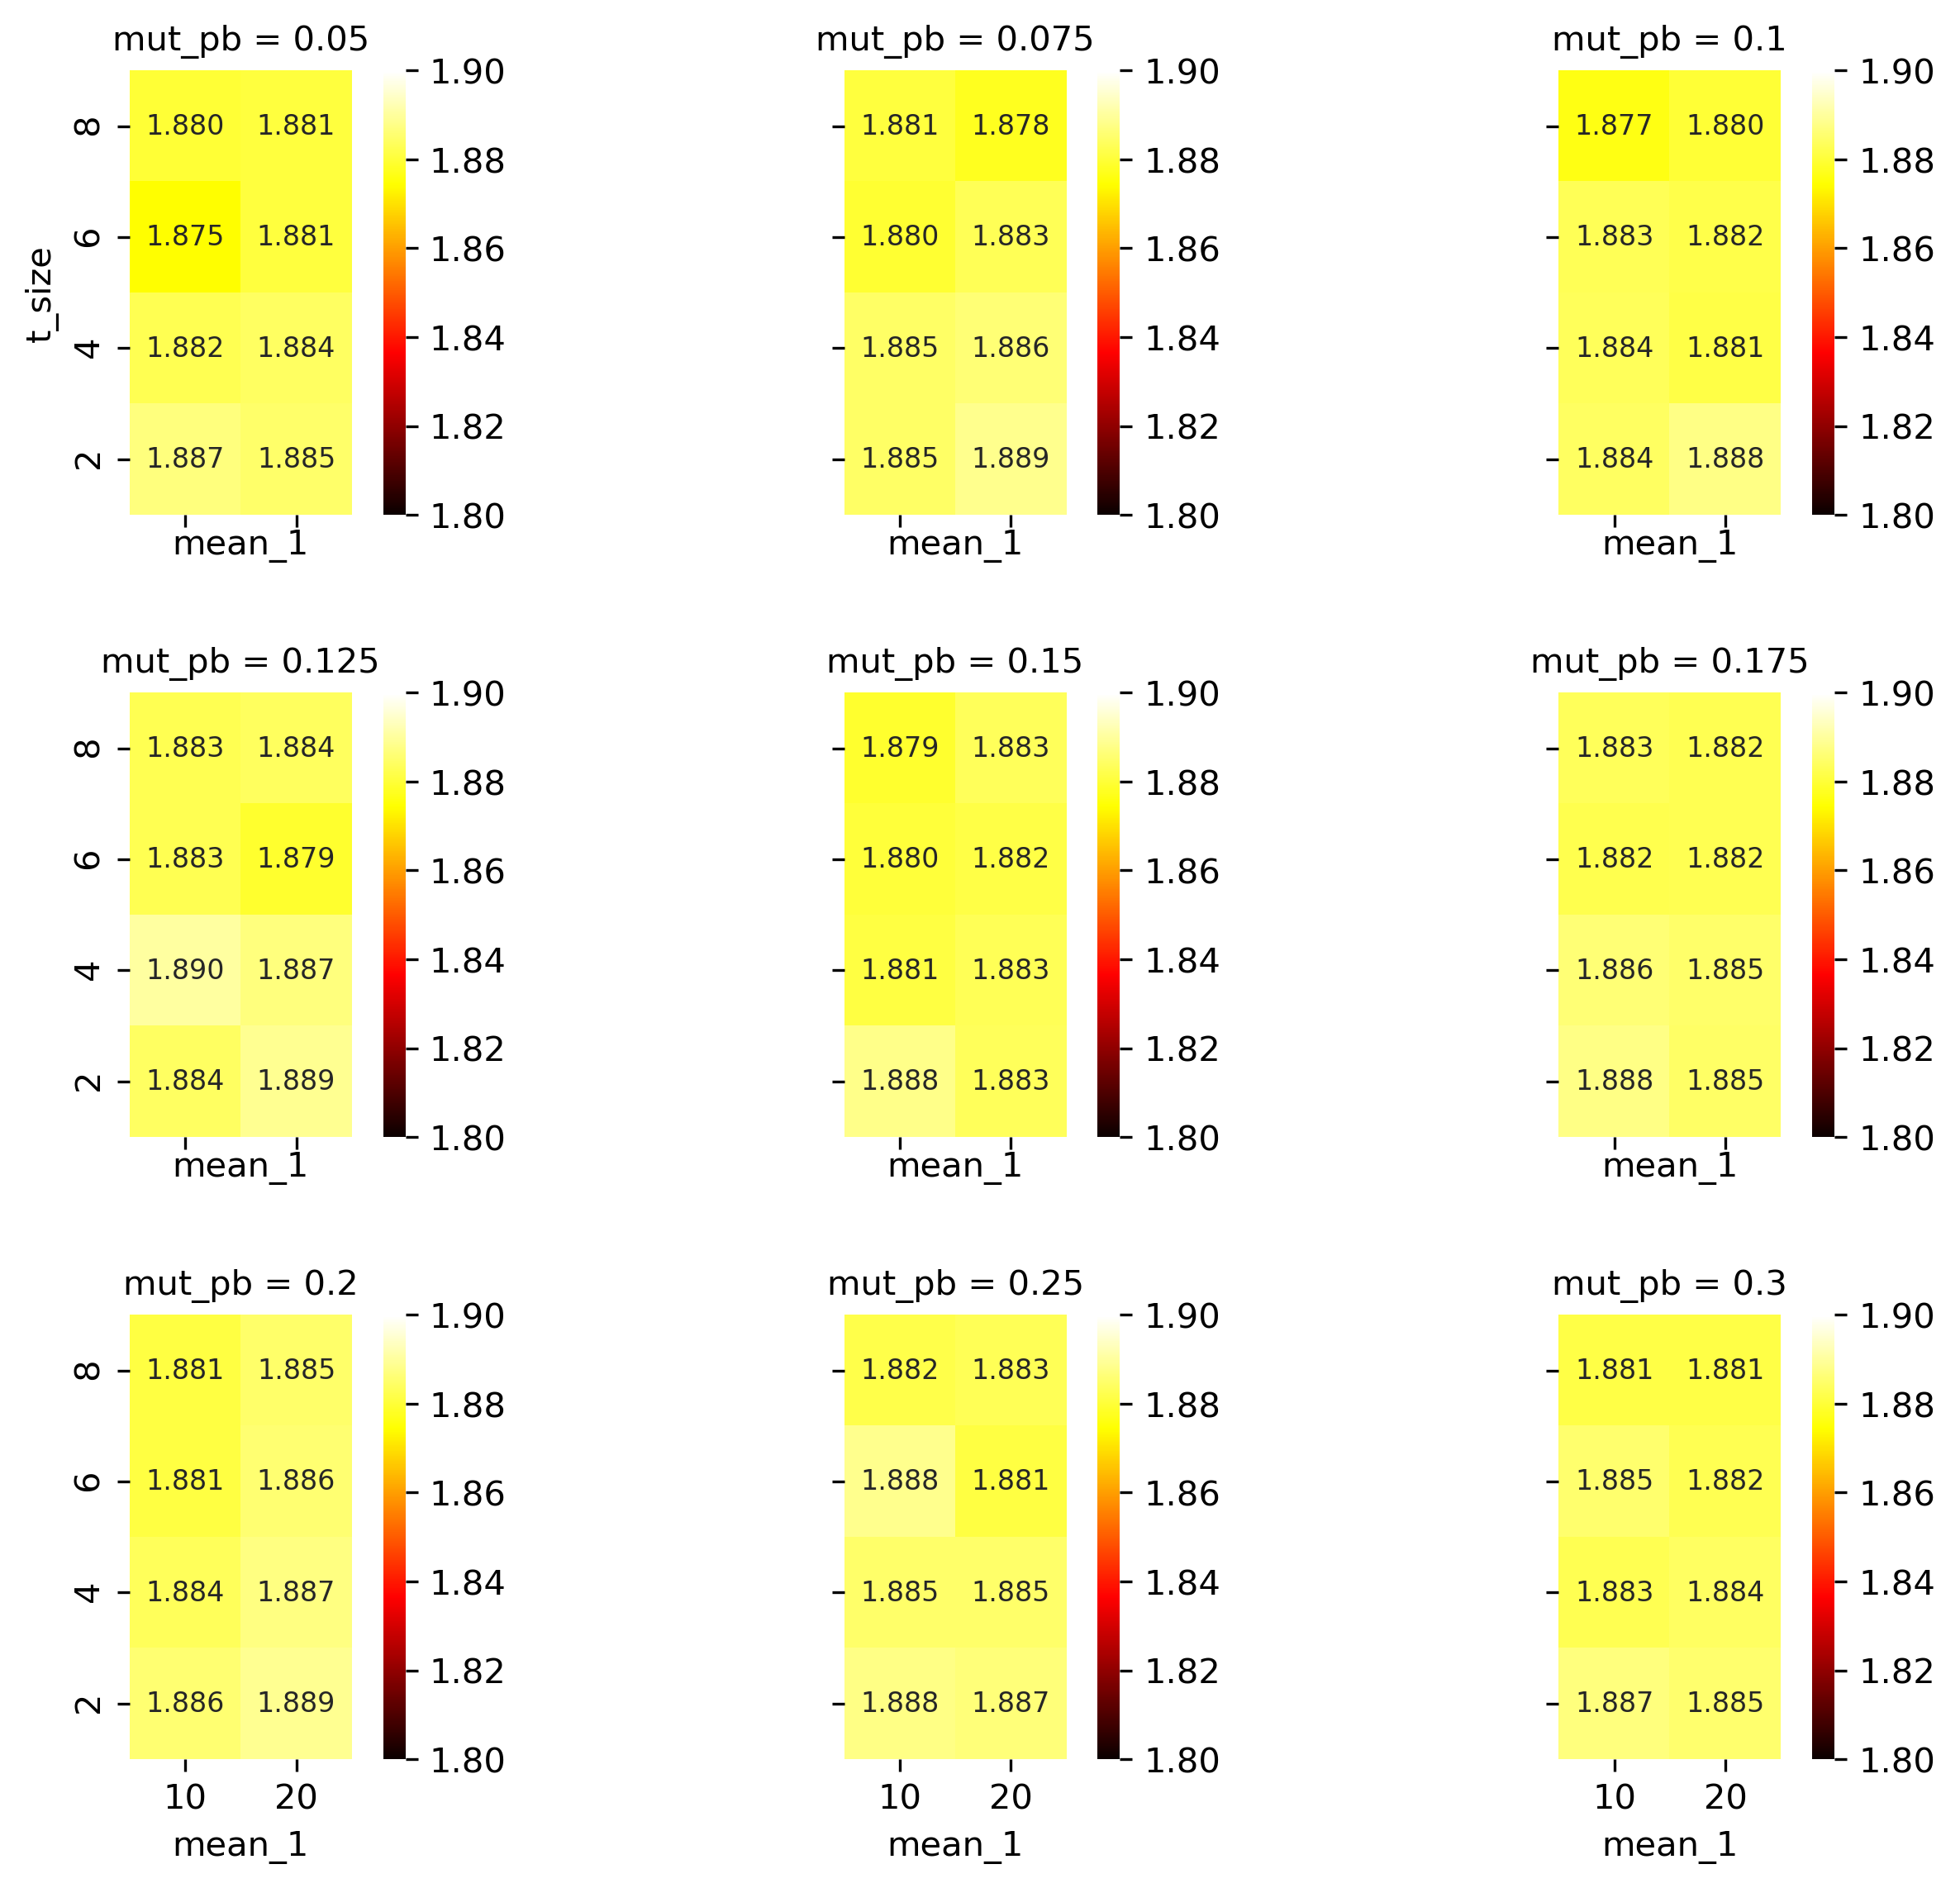 mut_pb = 0.05
1.90
1.88
1.86
1.84
1.82
1.80
t_size
8 1.880 1.881
6 1.875 1.881
4 1.882 1.884
2 1.887 1.885
mean_1
mut_pb = 0.075
1.90
1.88
1.86
1.84
1.82
1.80
1.881 1.878
1.880 1.883
1.885 1.886
1.885 1.889
mean_1
mut_pb = 0.1
1.90
1.88
1.86
1.84
1.82
1.80
1.877 1.880
1.883 1.882
1.884 1.881
1.884 1.888
mean_1
mut_pb = 0.125
1.90
1.88
1.86
1.84
1.82
1.80
8 1.883 1.884
6 1.883 1.879
4 1.890 1.887
2 1.884 1.889
mean_1
mut_pb = 0.15
1.90
1.88
1.86
1.84
1.82
1.80
1.879 1.883
1.880 1.882
1.881 1.883
1.888 1.883
mean_1
mut_pb = 0.175
1.90
1.88
1.86
1.84
1.82
1.80
1.883 1.882
1.882 1.882
1.886 1.885
1.888 1.885
mean_1
mut_pb = 0.2
1.90
1.88
1.86
1.84
1.82
1.80
8 1.881 1.885
6 1.881 1.886
4 1.884 1.887
2 1.886 1.889
10 20
mean_1
mut_pb = 0.25
1.90
1.88
1.86
1.84
1.82
1.80
1.882 1.883
1.888 1.881
1.885 1.885
1.888 1.887
10 20
mean_1
mut_pb = 0.3
1.90
1.88
1.86
1.84
1.82
1.80
1.881 1.881
1.885 1.882
1.883 1.884
1.887 1.885
10 20
mean_1